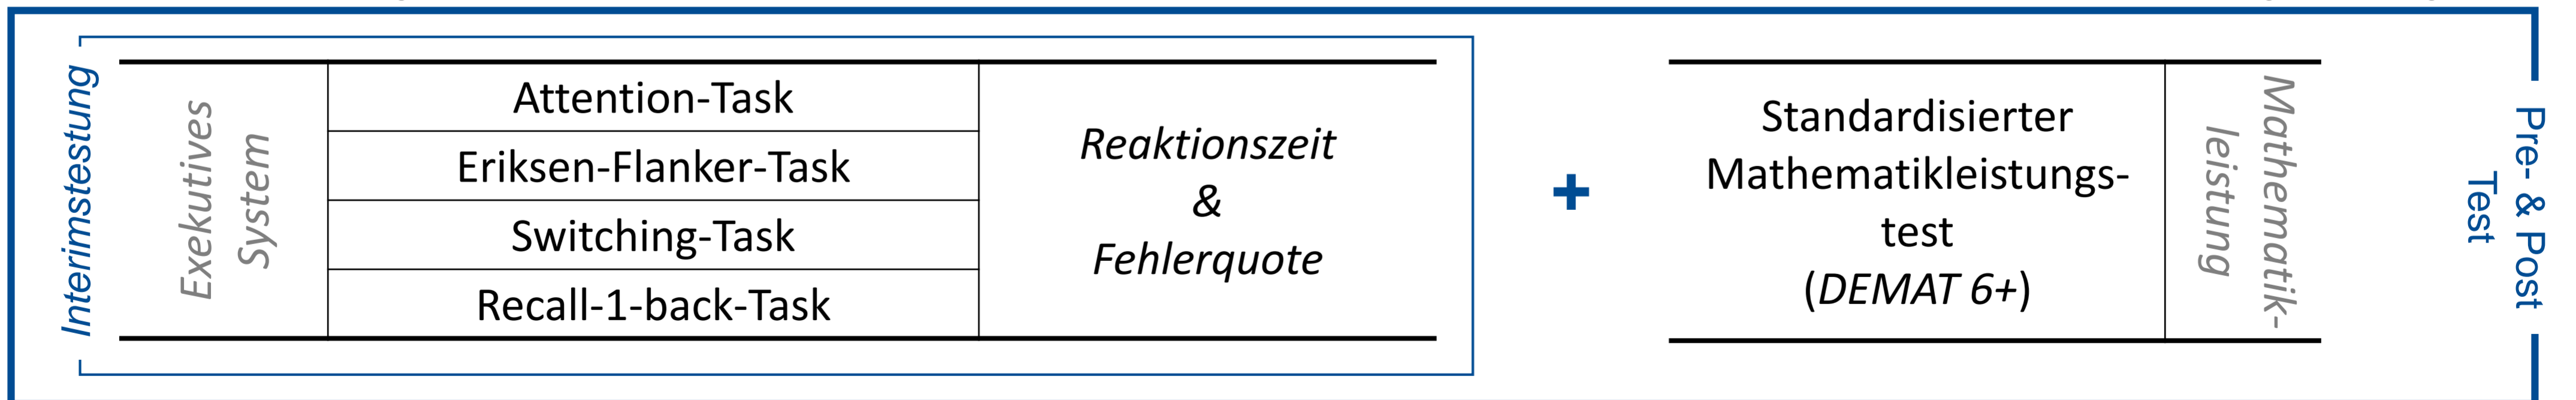 Interimstestung
Exekutives
System
Attention-Task
Eriksen-Flanker-Task
Switching-Task
Recall-1-back-Task
Reaktionszeit
&
Fehlerquote
+
Standardisierter
Mathematikleistungs-
test
(DEMAT 6+)
Mathematik-
leistung
Pre- & Post
Test